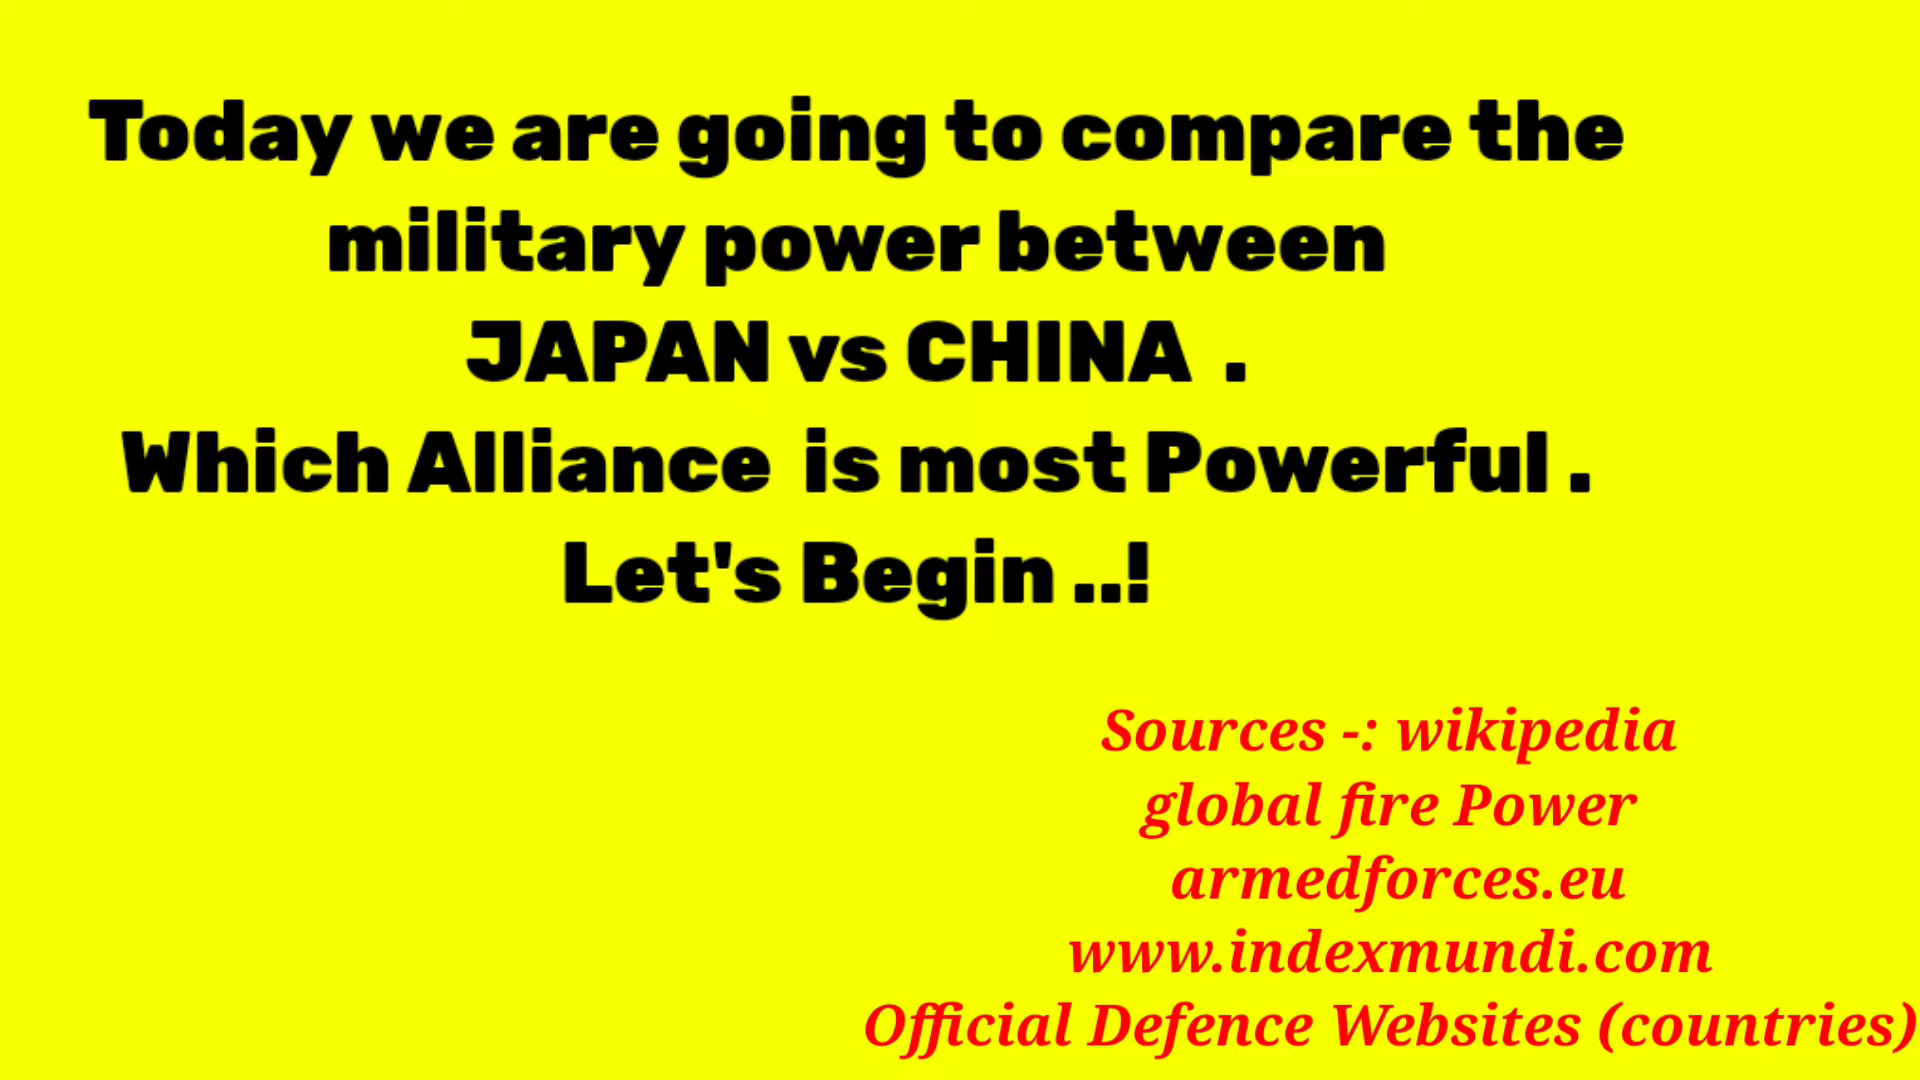 Today we are going to compare the
military power between
JAPAN vs CHINA .
Which Alliance is most Powerful .
Let's Begin ..!
Sources -: wikipedia
global fire Power
armedforces.eu
www.indexmundi.com
Official Defence Websites (countries)